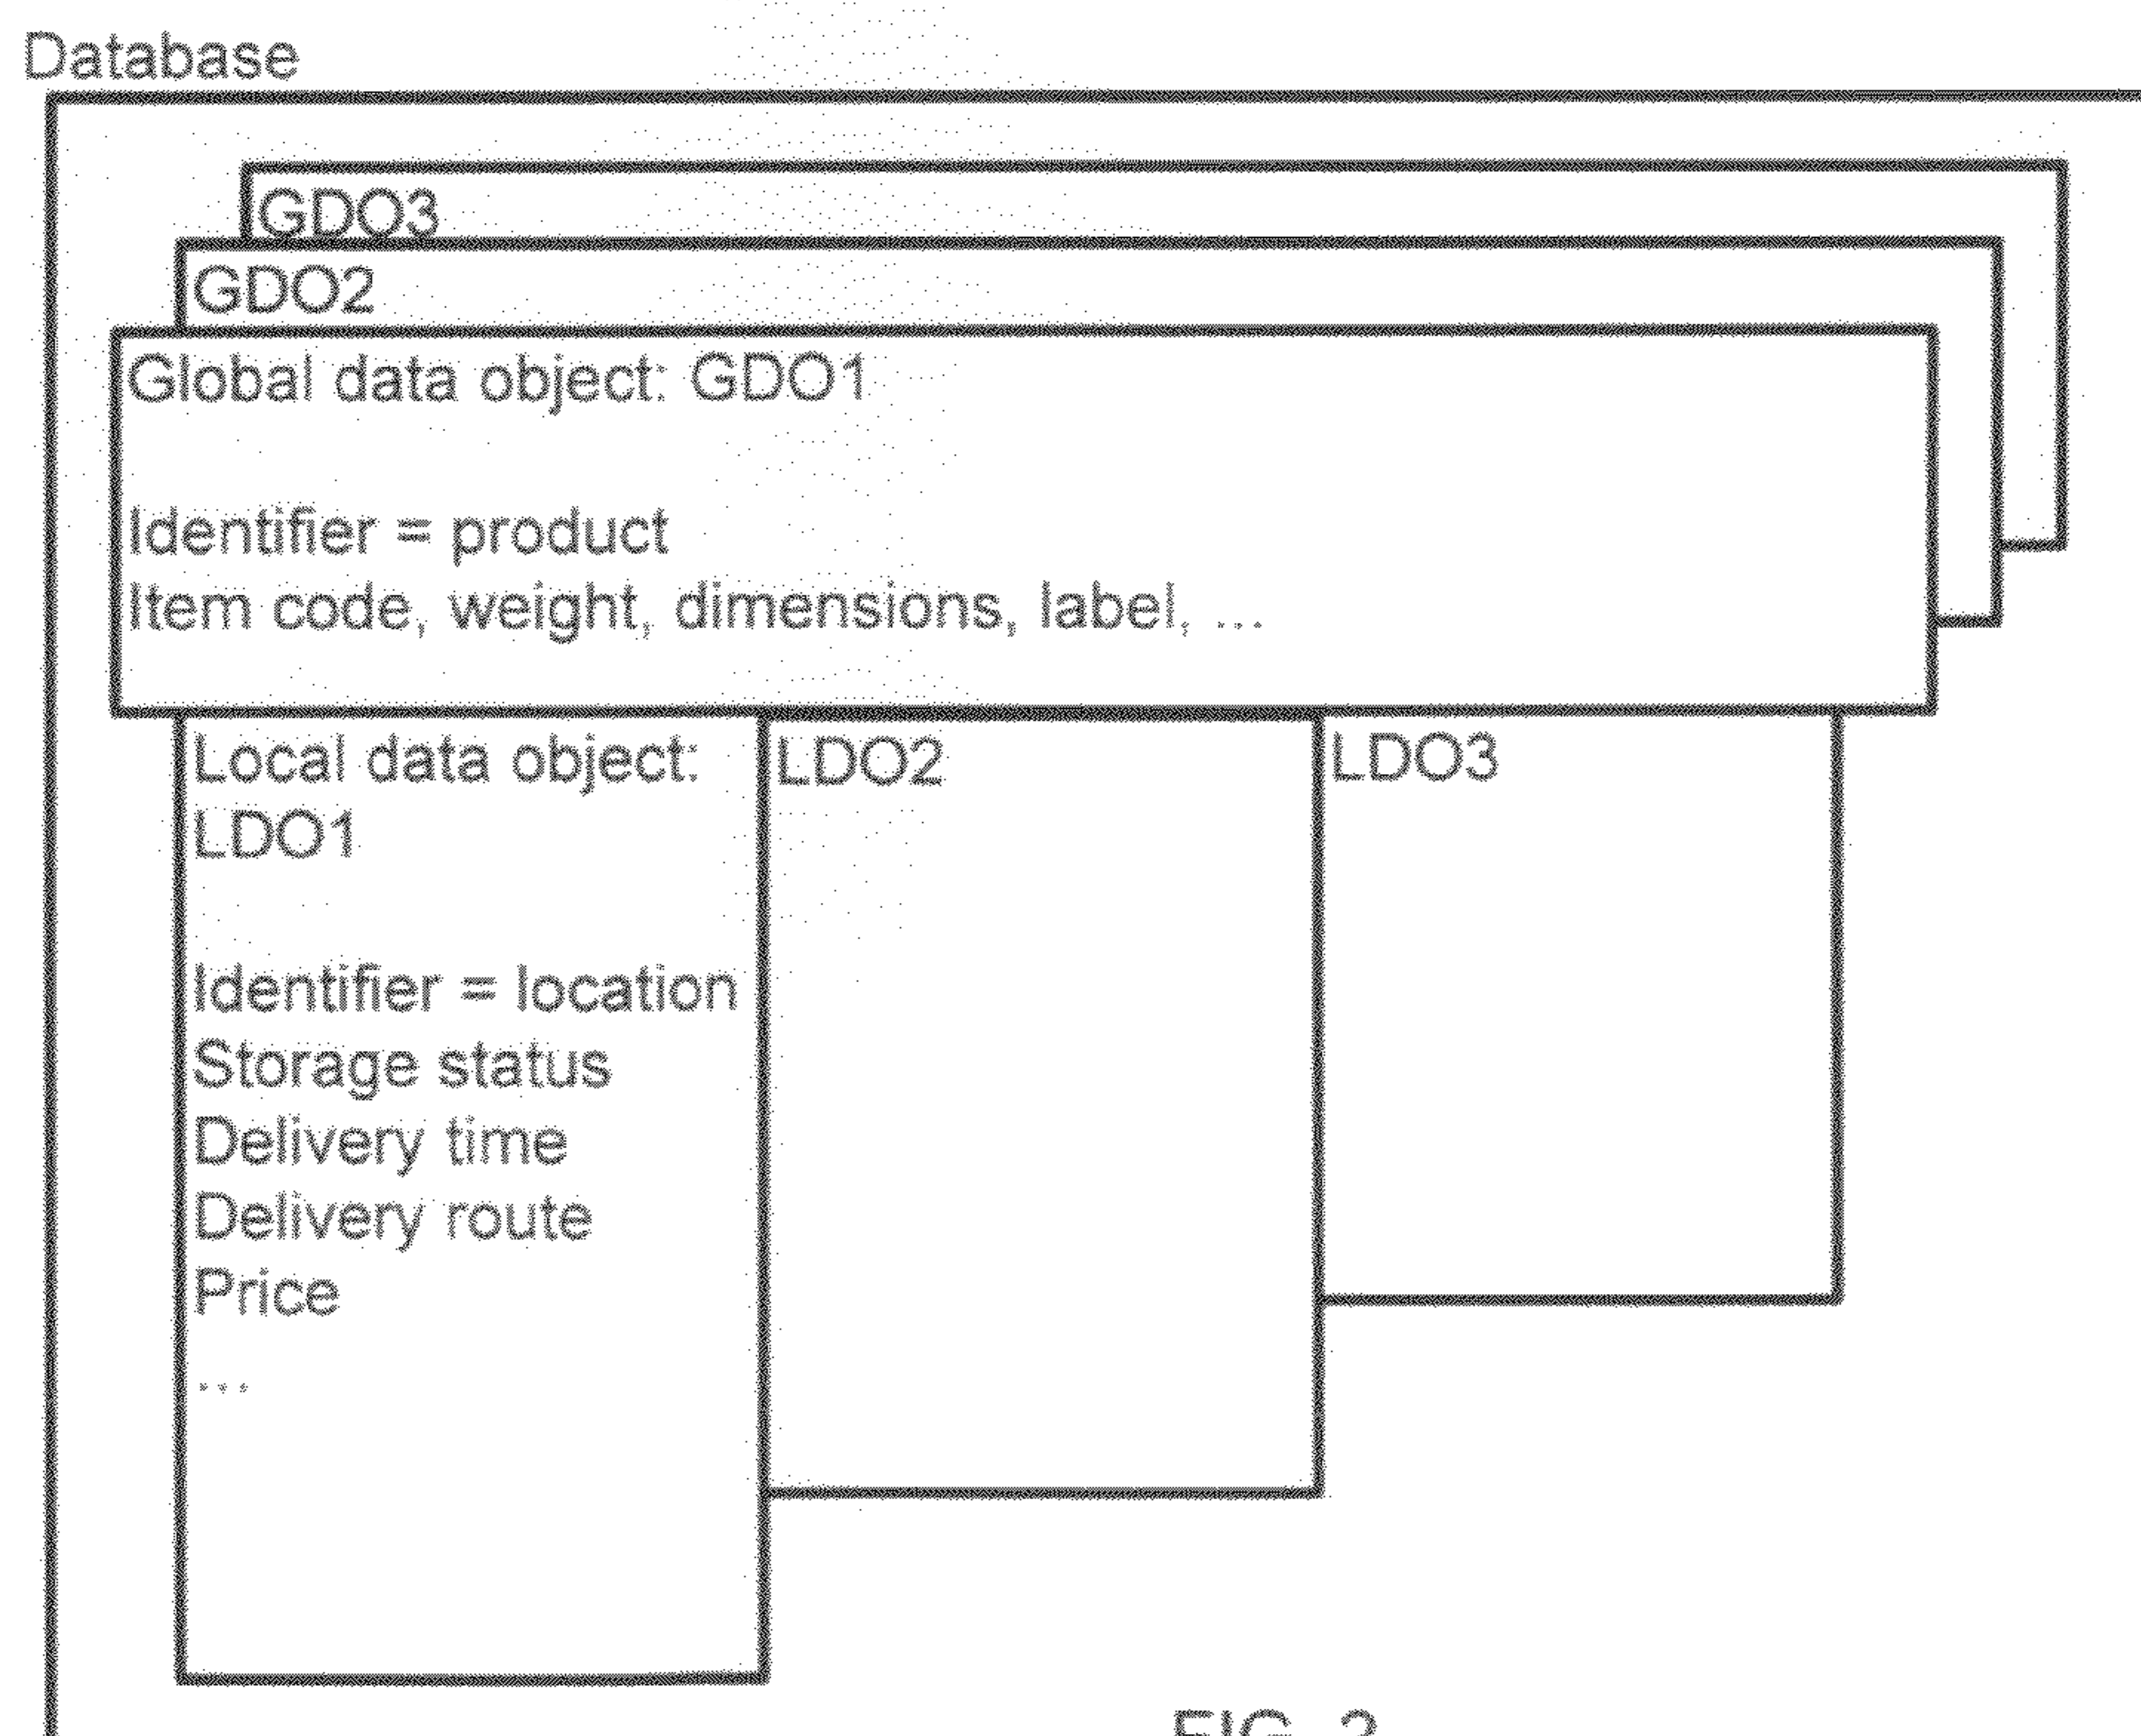 Database
GDO3
GDO2
Global data object: GDO1
Identifier = product
Item code, weight, dimensions, label, ...
Local data object:
LDO1
Identifier = location
Storage status
Delivery time
Delivery route
Price
...
LDO2
LDO3
FIG.